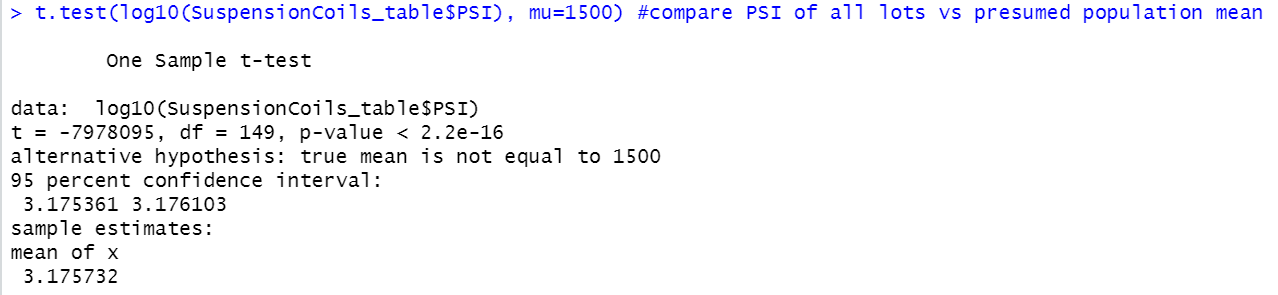 > t.test(log10(SuspensionCoils_table$PSI), mu=1500) #compare PSI of all lots vs presumed population mean
One Sample t-test
data:  log10(SuspensionCoils_table$PSI)
t = -7978095, df = 149, p-value < 2.2e-16
alternative hypothesis: true mean is not equal to 1500
95 percent confidence interval:
 3.175361 3.176103
sample estimates:
mean of x
 3.175732